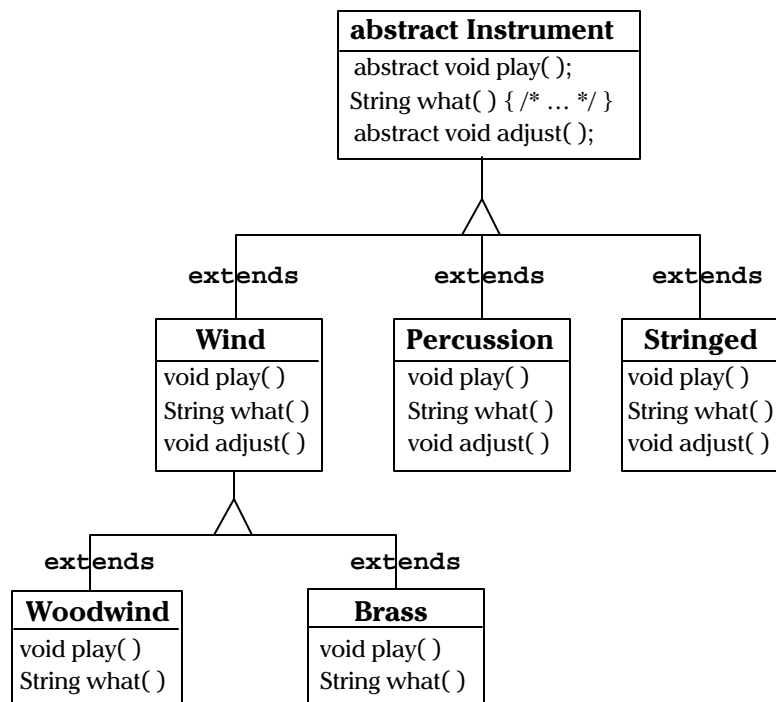 abstract Instrument
abstract void play( );
String what( ) { /* … */ }
abstract void adjust( );
extends
extends
extends
Wind
void play( )
String what( )
void adjust( )
Percussion
void play( )
String what( )
void adjust( )
Stringed
void play( )
String what( )
void adjust( )
extends
extends
Woodwind
void play( )
String what( )
Brass
void play( )
String what( )